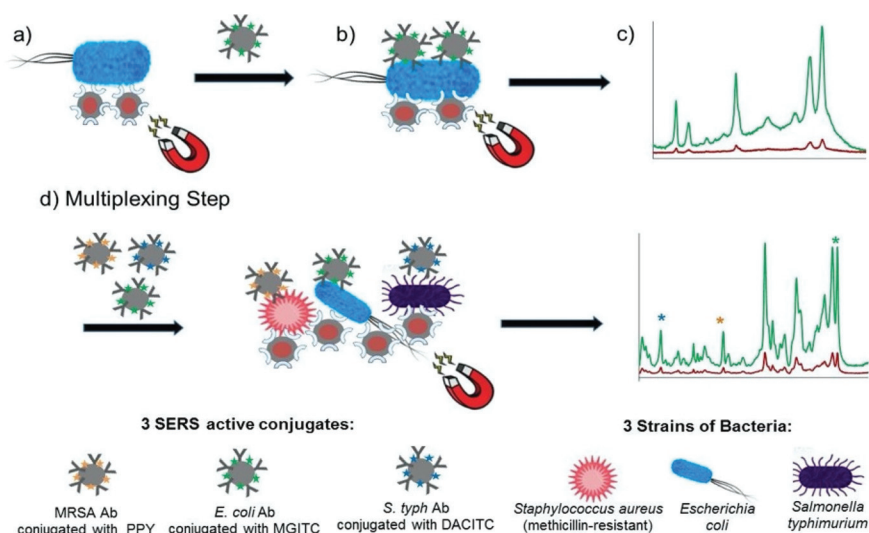 a)
b)
c)
d) Multiplexing Step
*
*
*
3 SERS active conjugates:
3 Strains of Bacteria:
MRSA Ab
conjugated with PPY
E. coli Ab
conjugated with MGITC
S. typh Ab
conjugated with DACITC
Staphylococcus aureus
(methicillin-resistant)
Escherichia
coli
Salmonella
typhimurium